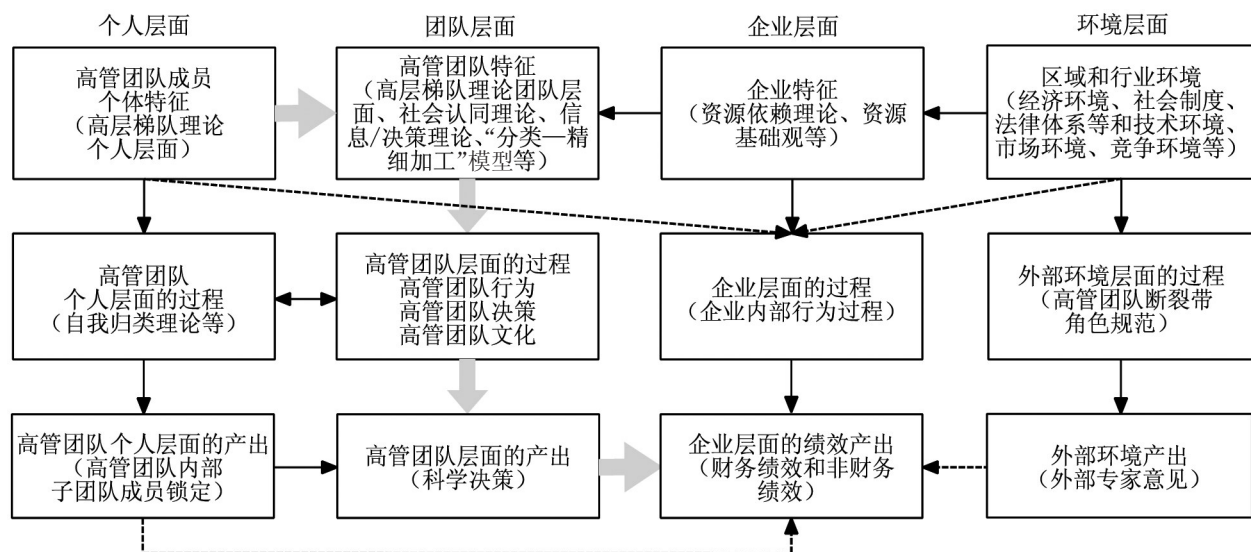 个人层面
团队层面
企业层面
环境层面
高管团队成员
个体特征
（高层梯队理论
个人层面）
高管团队特征
（高层梯队理论团队层
面、社会认同理论、信
息/决策理论、“分类—精
细加工”模型等）
企业特征
（资源依赖理论、资源
基础观等）
区域和行业环境
（经济环境、社会制度、
法律体系等和技术环境、
市场环境、竞争环境等）
高管团队
个人层面的过程
（自我归类理论等）
高管团队层面的过程
高管团队行为
高管团队决策
高管团队文化
企业层面的过程
（企业内部行为过程）
外部环境层面的过程
（高管团队断裂带
角色规范）
高管团队个人层面的产出
（高管团队内部
子团队成员锁定）
高管团队层面的产出
（科学决策）
企业层面的绩效产出
（财务绩效和非财务
绩效）
外部环境产出
（外部专家意见）